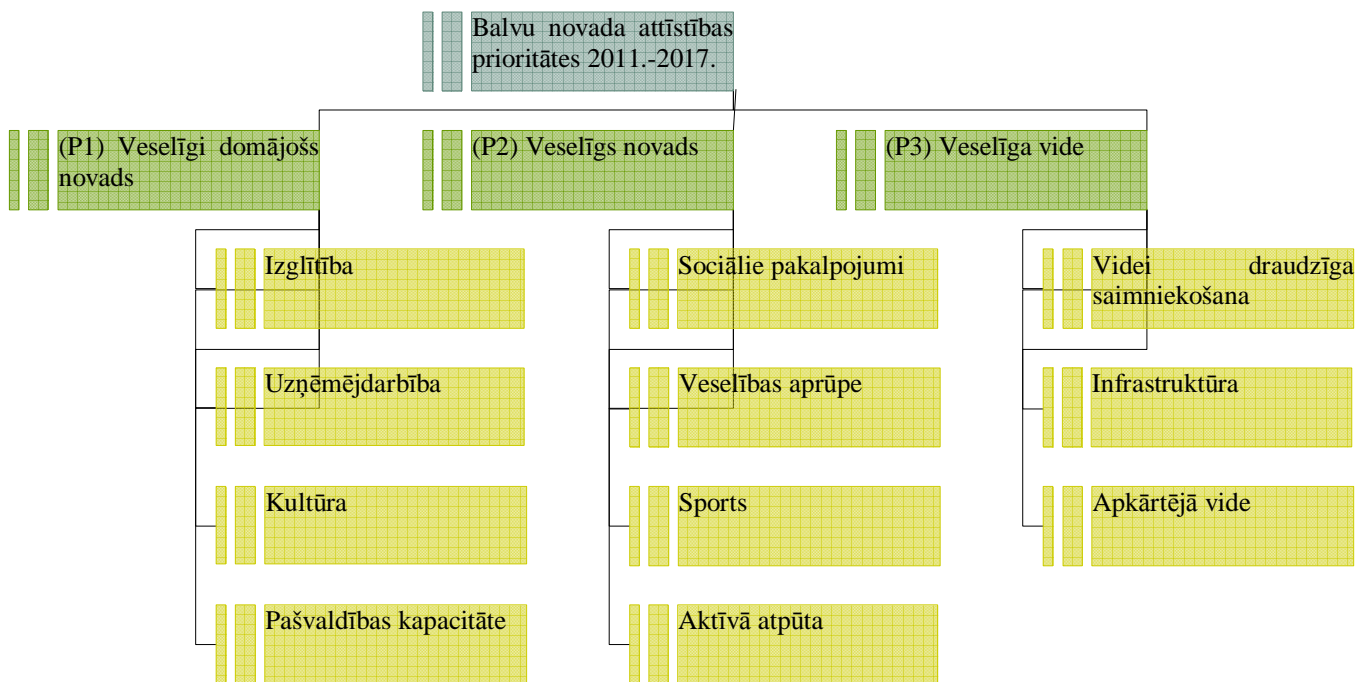 Balvu novada attīstības
prioritātes 2011.-2017.
(P1) Veselīgi domājošs
novads
(P2) Veselīgs novads
(P3) Veselīga vide
Izglītība
Sociālie pakalpojumi
Videi draudzīga
saimniekošana
Uzņēmējdarbība
Veselības aprūpe
Infrastruktūra
Kultūra
Sports
Apkārtējā vide
Pašvaldības kapacitāte
Aktīvā atpūta